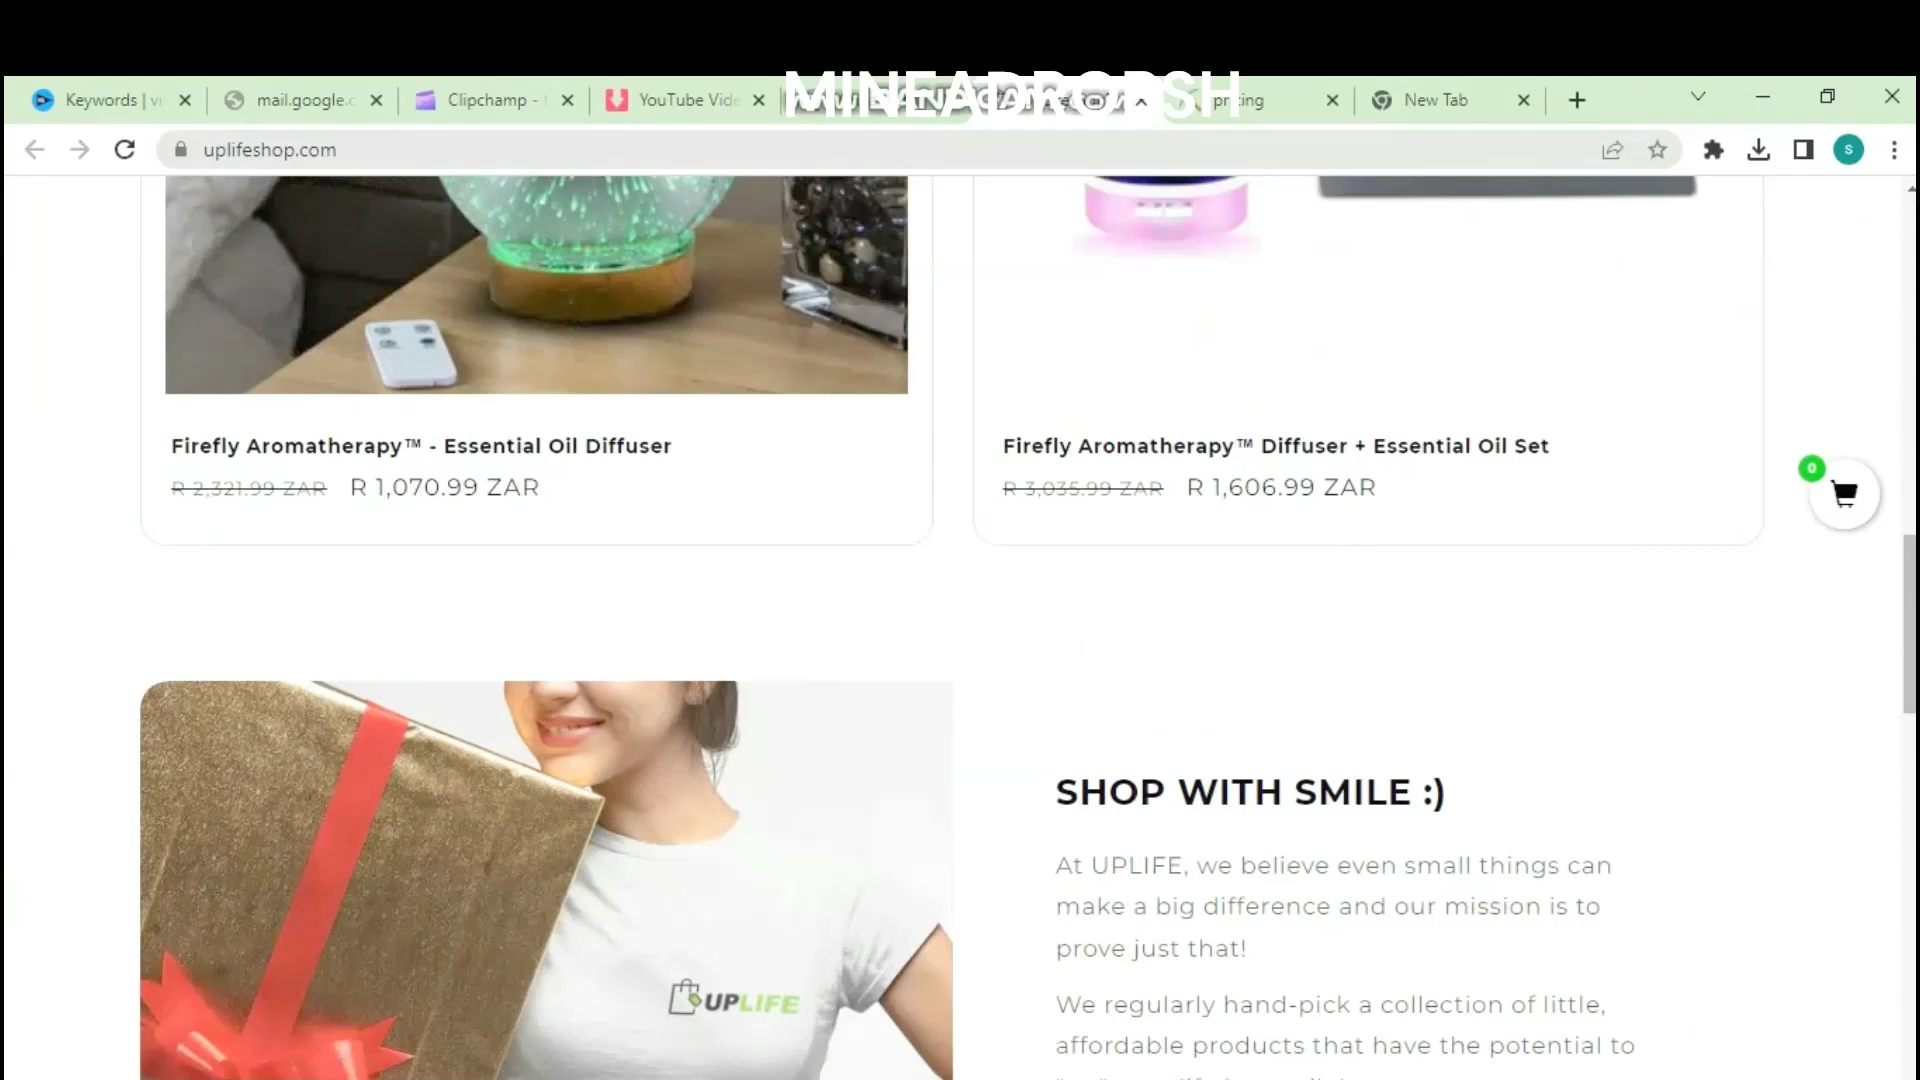 MINEADROPSH
Keywords | vi
mail.google.c
Clipchamp -
YouTube Vide
pricing
New Tab
uplifeshop.com
S
Firefly Aromatherapy™ - Essential Oil Diffuser
R 2,321.99 ZAR R 1,070.99 ZAR
Firefly Aromatherapy™ Diffuser + Essential Oil Set
R 3,035.99 ZAR R 1,606.99 ZAR
0
UPLIFE
SHOP WITH SMILE :)
At UPLIFE, we believe even small things can
make a big difference and our mission is to
prove just that!
We regularly hand-pick a collection of little,
affordable products that have the potential to